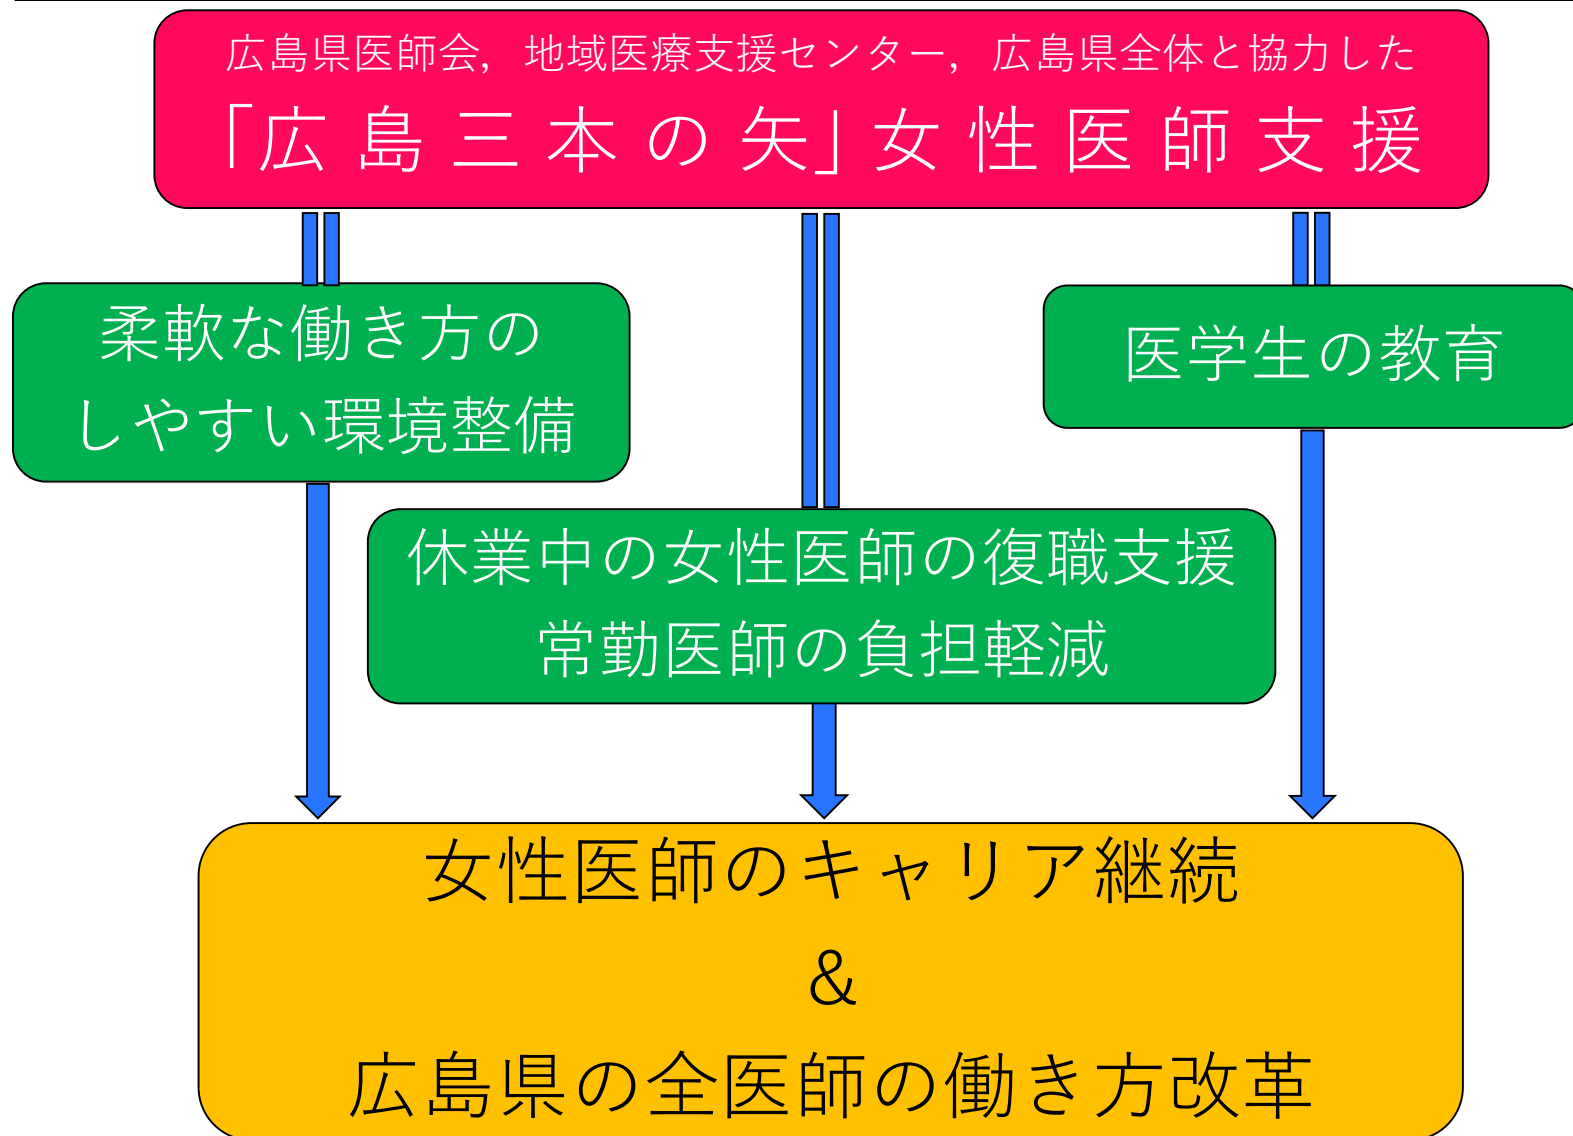 広島県医師会，地域医療支援センター，広島県全体と協力した
「広島三本の矢」女性医師支援
柔軟な働き方の
しやすい環境整備
医学生の教育
休業中の女性医師の復職支援
常勤医師の負担軽減
女性医師のキャリア継続
&
広島県の全医師の働き方改革